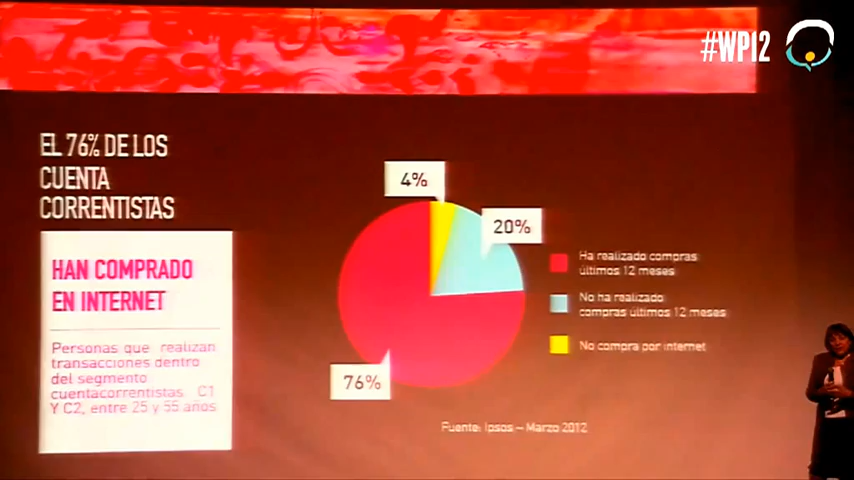 #WP12
EL 76% DE LOS
CUENTA
CORRENTISTAS
HAN COMPRADO
EN INTERNET
Personas que realizan
transacciones dentro
del segmento
cuentacorrentistas C1
Y C2, entre 25 y 55 años
4%
20%
76%
Ha realizado compras
últimos 12 meses
No ha realizado
compras últimos 12 meses
No compra por internet
Fuente: Ipsos – Marzo 2012